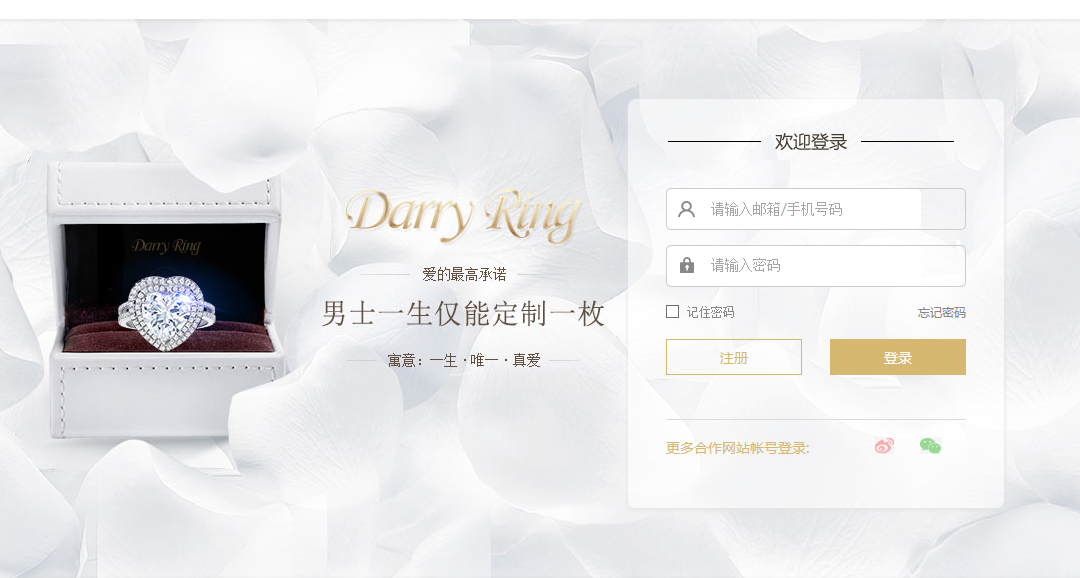 Darry Ring
Darry Ring
爱的最高承诺
男士一生仅能定制一枚
寓意：一生·唯一·真爱
欢迎登录
请输入邮箱/手机号码
请输入密码
记住密码
忘记密码
注册
登录
更多合作网站帐号登录: